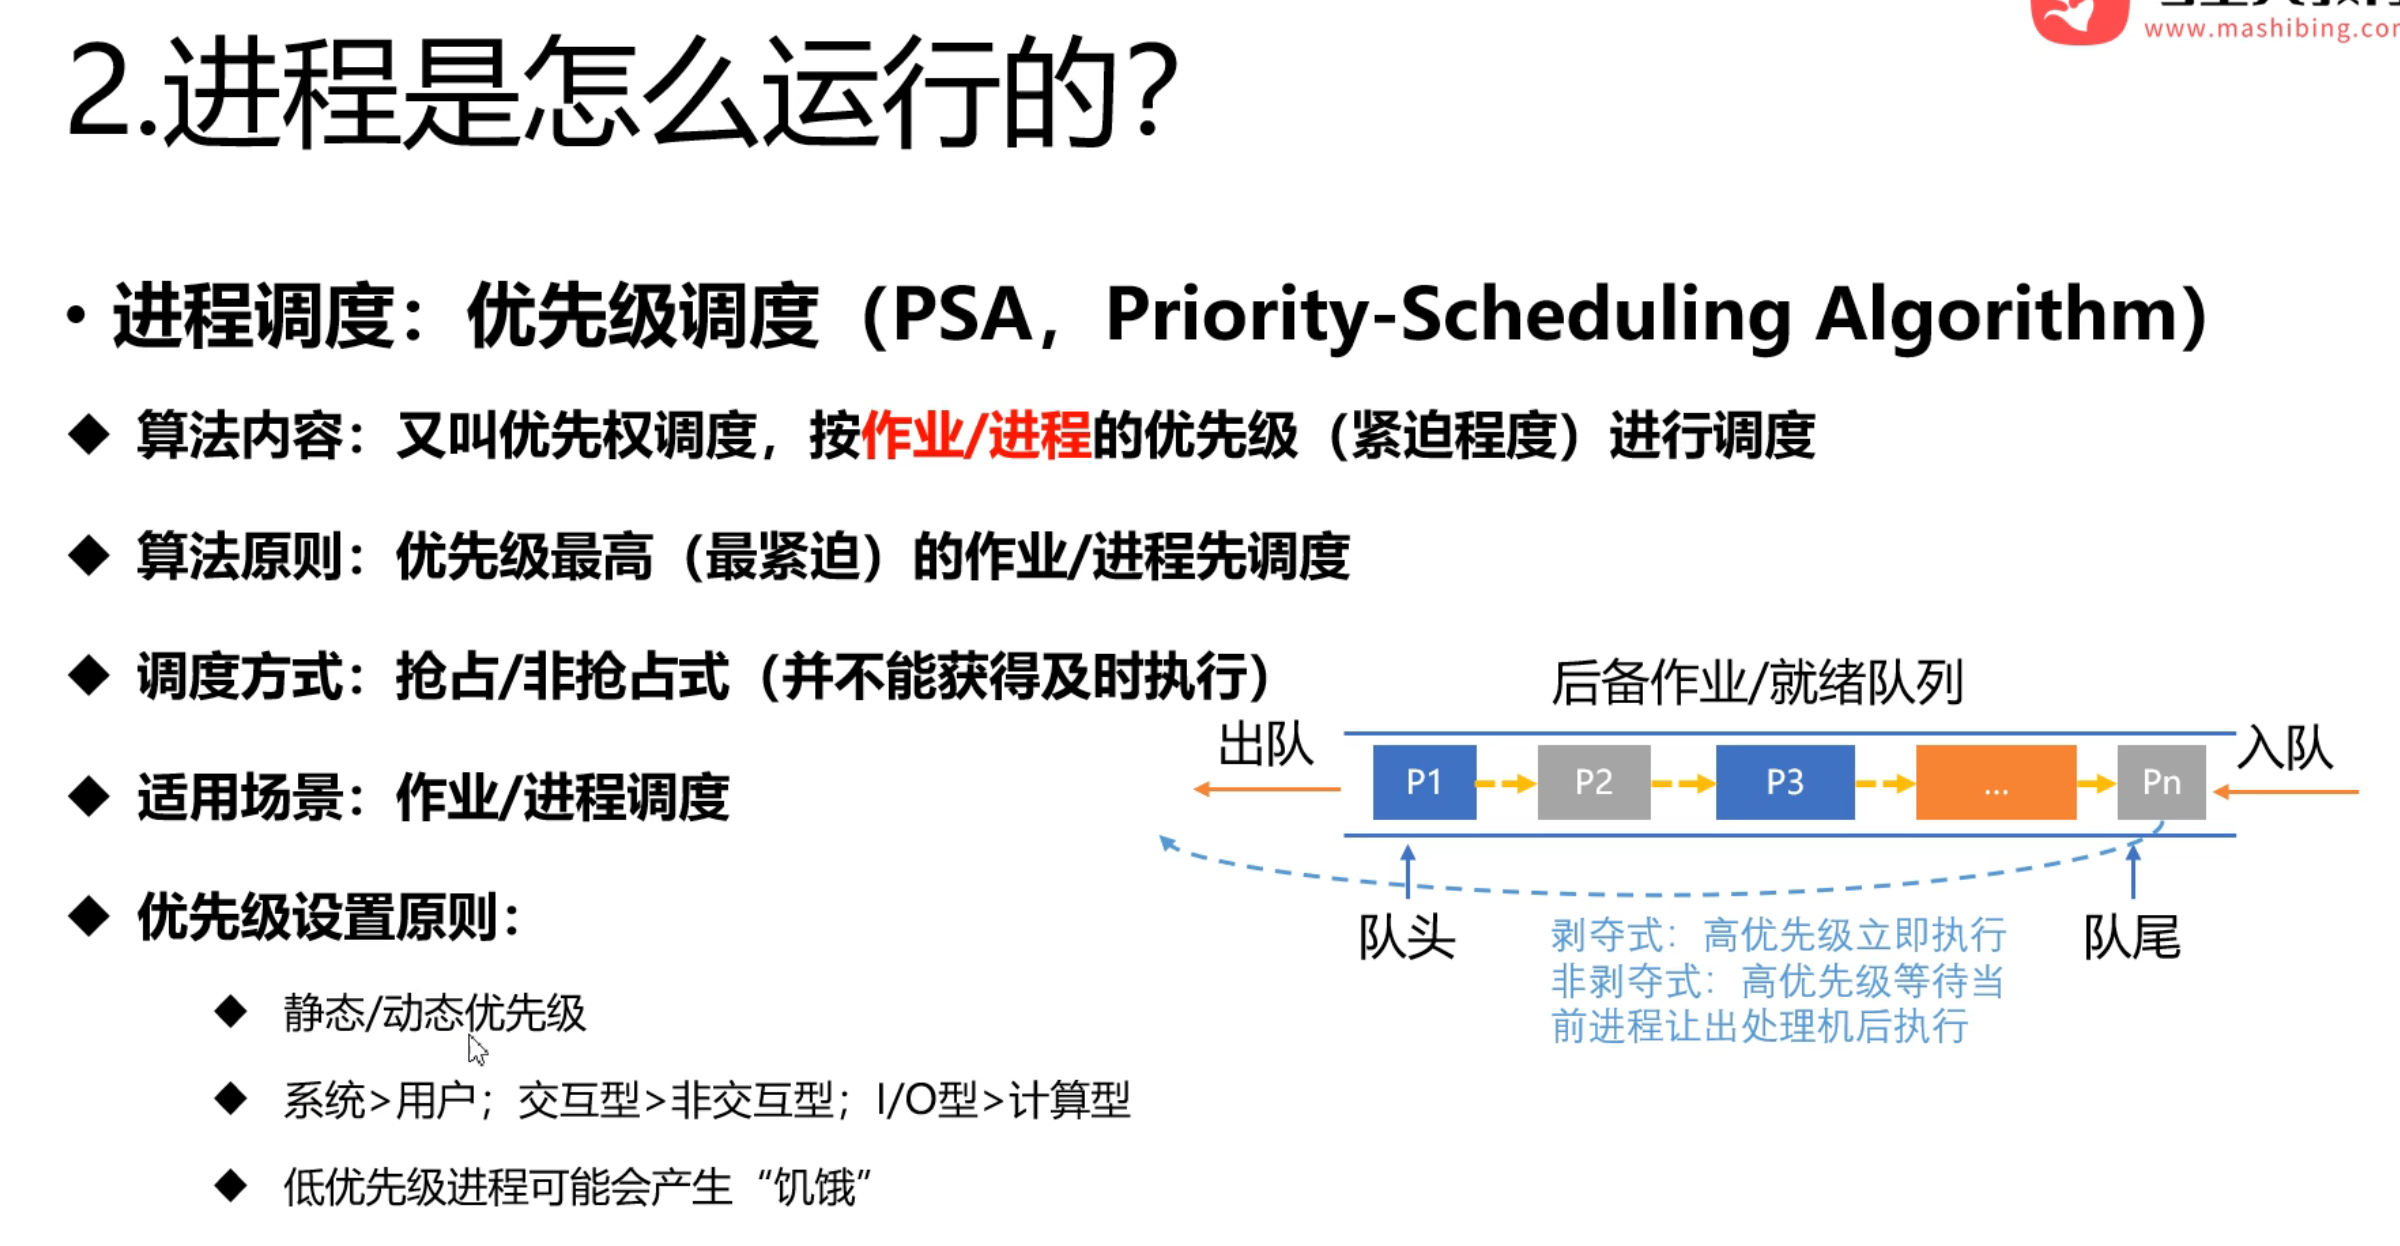 www.mashibing.com
2.进程是怎么运行的?
• 进程调度：优先级调度（PSA，Priority-Scheduling Algorithm）
◆ 算法内容：又叫优先权调度，按作业/进程的优先级（紧迫程度）进行调度
◆ 算法原则：优先级最高（最紧迫）的作业/进程先调度
◆ 调度方式：抢占/非抢占式（并不能获得及时执行）
◆ 适用场景：作业/进程调度
◆ 优先级设置原则：
◆ 静态/动态优先级
◆ 系统>用户；交互型>非交互型；I/O型>计算型
◆ 低优先级进程可能会产生“饥饿”
后备作业/就绪队列
出队
入队
P1
P2
P3
...
Pn
队头
队尾
剥夺式：高优先级立即执行
非剥夺式：高优先级等待当
前进程让出处理机后执行